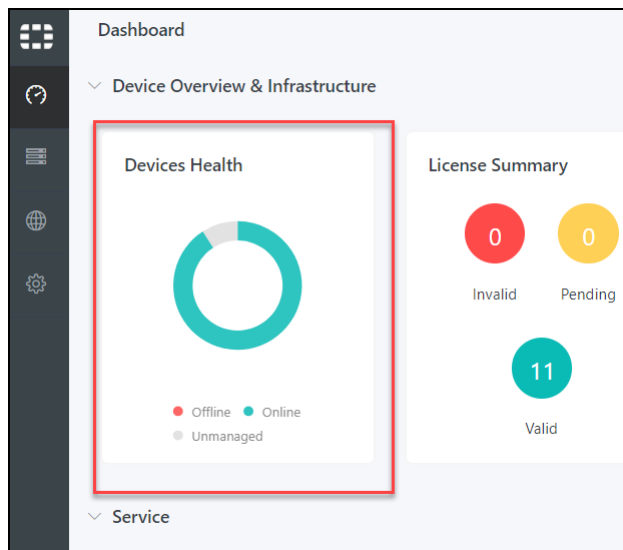 Dashboard
Device Overview & Infrastructure
Devices Health
Offline
Online
Unmanaged
License Summary
0
0
Invalid
Pending
11
Valid
Service